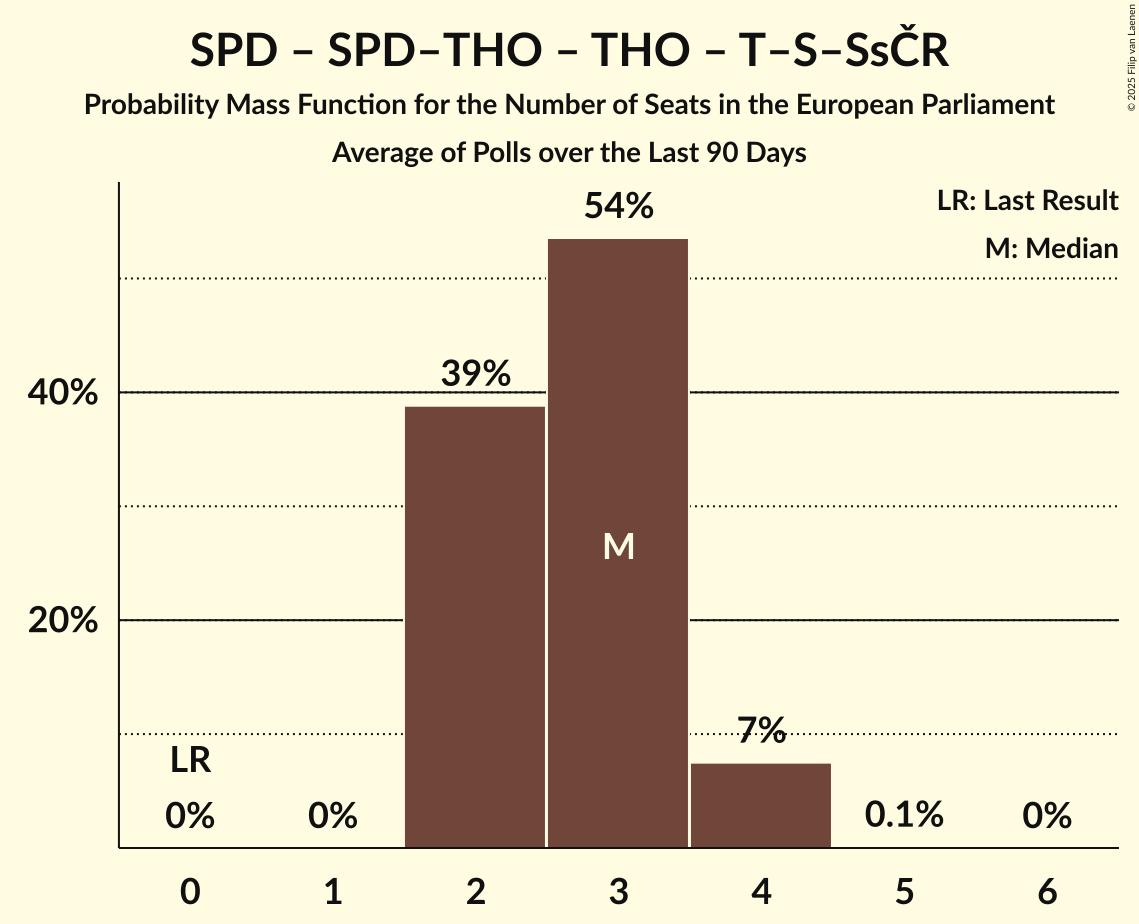 SPD – SPD–THO – THO – T–S–SsČR
Probability Mass Function for the Number of Seats in the European Parliament
Average of Polls over the Last 90 Days
© 2025 Filip van Laenen
LR: Last Result
M: Median
54%
39%
40%
M
20%
7%
LR
0% 0% 0.1% 0%
0 1 2 3 4 5 6